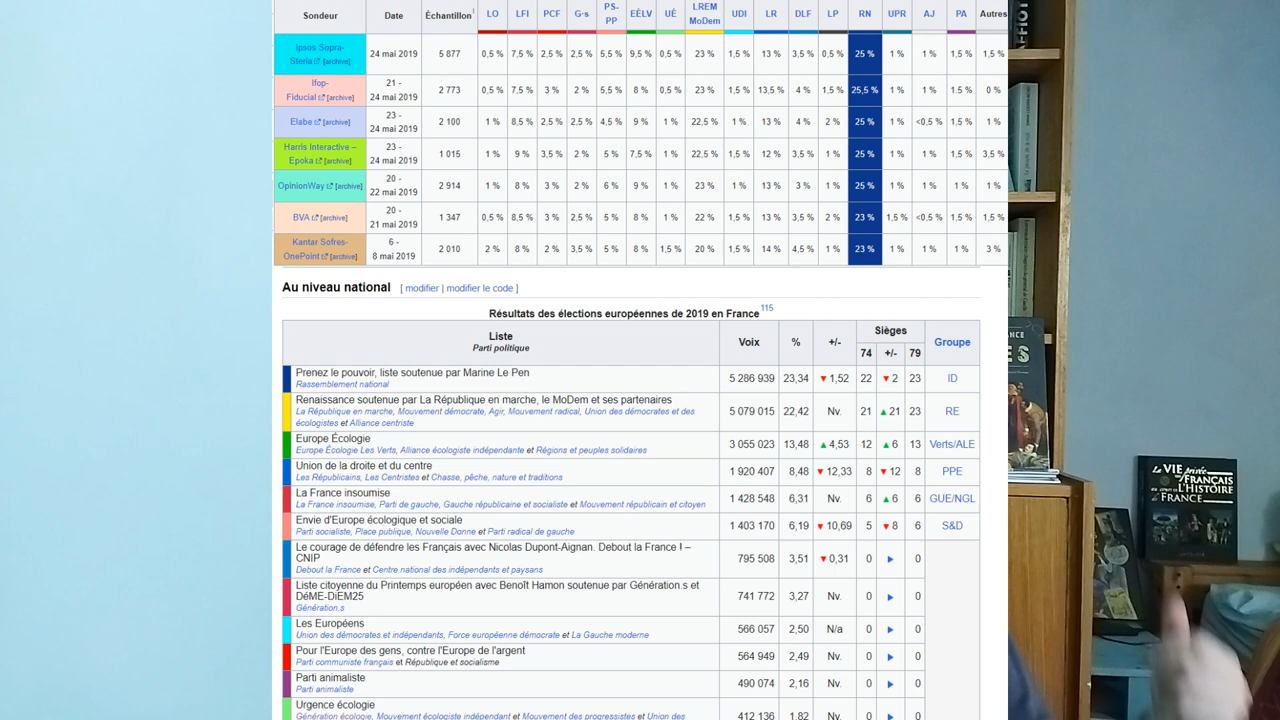 Sondeur Date Échantillon LO LFI PCF G·s PS-PP EÉLV UÉ LREM MoDem UDI LR DLF LP RN UPR AJ PA Autres
Ipsos Sopra-Steria [archive] 24 mai 2019 5 877 0,5 % 7,5 % 2,5 % 2,5 % 5,5 % 9,5 % 0,5 % 23 % 1,5 % 13 % 3,5 % 0,5 % 25 % 1 % 1 % 1,5 % 1,5 %
Ifop-Fiducial [archive] 21 - 24 mai 2019 2 773 0,5 % 7,5 % 3 % 2 % 5,5 % 8 % 0,5 % 23 % 1,5 % 13,5 % 4 % 1,5 % 25,5 % 1 % 1 % 1,5 % 0 %
Elabe [archive] 23 - 24 mai 2019 2 100 1 % 8,5 % 2,5 % 2,5 % 4,5 % 9 % 1 % 22,5 % 1 % 13 % 4 % 2 % 25 % 1 % <0,5 % 1,5 % 1 %
Harris Interactive – Epoka [archive] 23 - 24 mai 2019 1 015 1 % 9 % 3,5 % 2 % 5 % 7,5 % 1 % 22,5 % 12 % 3,5 % 1 % 25 % 1 % 1 % 1,5 % 3,5 %
OpinionWay [archive] 20 - 22 mai 2019 2 914 1 % 8 % 3 % 2 % 6 % 9 % 1 % 23 % 1 % 13 % 3 % 1 % 25 % 1 % 1 % 1 % 1 %
BVA [archive] 20 - 21 mai 2019 1 347 0,5 % 8,5 % 3 % 2,5 % 5 % 8 % 1 % 22 % 1,5 % 13 % 3,5 % 2 % 23 % 1,5 % <0,5 % 1,5 % 1,5 %
Kantar Sofres-OnePoint [archive] 6 - 8 mai 2019 2 010 2 % 8 % 2 % 3,5 % 5 % 8 % 1,5 % 20 % 1,5 % 14 % 4,5 % 1 % 23 % 1 % 1 % 1 % 3 %
Au niveau national [ modifier | modifier le code ]
Résultats des élections européennes de 2019 en France 115
Liste Voix % +/- Sièges Groupe
Parti politique 74 +/- 79
Prenez le pouvoir, liste soutenue par Marine Le Pen 5 286 939 23,34 ▼1,52 22 ▼2 23 ID
Rassemblement national
Renaissance soutenue par La République en marche, le MoDem et ses partenaires 5 079 015 22,42 Nv. 21 ▲21 23 RE
La République en marche, Mouvement démocrate, Agir, Mouvement radical, Union des démocrates et des
écologistes et Alliance centriste
Europe Écologie 3 055 023 13,48 ▲4,53 12 ▲6 13 Verts/ALE
Europe Écologie Les Verts, Alliance écologiste indépendante et Régions et peuples solidaires
Union de la droite et du centre 1 920 407 8,48 ▼12,33 8 ▼12 8 PPE
Les Républicains, Les Centristes et Chasse, pêche, nature et traditions
La France insoumise 1 428 548 6,31 Nv. 6 ▲6 6 GUE/NGL
La France insoumise, Parti de gauche, Gauche républicaine et socialiste et Mouvement républicain et citoyen
Envie d'Europe écologique et sociale 1 403 170 6,19 ▼10,69 5 ▼8 6 S&D
Parti socialiste, Place publique, Nouvelle Donne et Parti radical de gauche
Le courage de défendre les Français avec Nicolas Dupont-Aignan. Debout la France ! –
CNIP 795 508 3,51 ▼0,31 0 ▶ 0
Debout la France et Centre national des indépendants et paysans
Liste citoyenne du Printemps européen avec Benoît Hamon soutenue par Génération.s et
DéME-DiEM25 741 772 3,27 Nv. 0 ▶ 0
Génération.s
Les Européens 566 057 2,50 N/a 0 ▶ 0
Union des démocrates et indépendants, Force européenne démocrate et La Gauche moderne
Pour l'Europe des gens, contre l'Europe de l'argent 564 949 2,49 Nv. 0 ▶ 0
Parti communiste français et République et socialisme
Parti animaliste 490 074 2,16 Nv. 0 ▶ 0
Parti animaliste
Urgence écologie 412 136 1,82 Nv. 0 ▶ 0
Génération écologie, Mouvement écologiste indépendant et Mouvement des progressistes et Union des
La VIE privée
des FRANÇAIS
L'HISTOIRE
de FRANCE